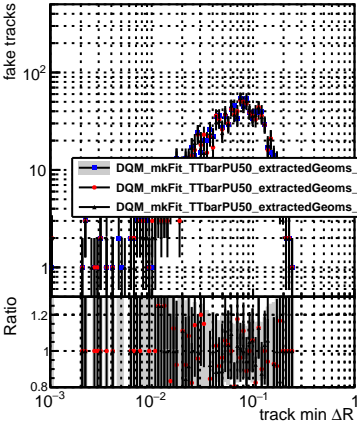 fake tracks
10²
10
1
DQM_mkFit_TTbarPU50_extractedGeoms_
DQM_mkFit_TTbarPU50_extractedGeoms_
DQM_mkFit_TTbarPU50_extractedGeoms_
Ratio
1.2
1
0.8
10⁻³ 10⁻² 10⁻¹ 1
track min ΔR